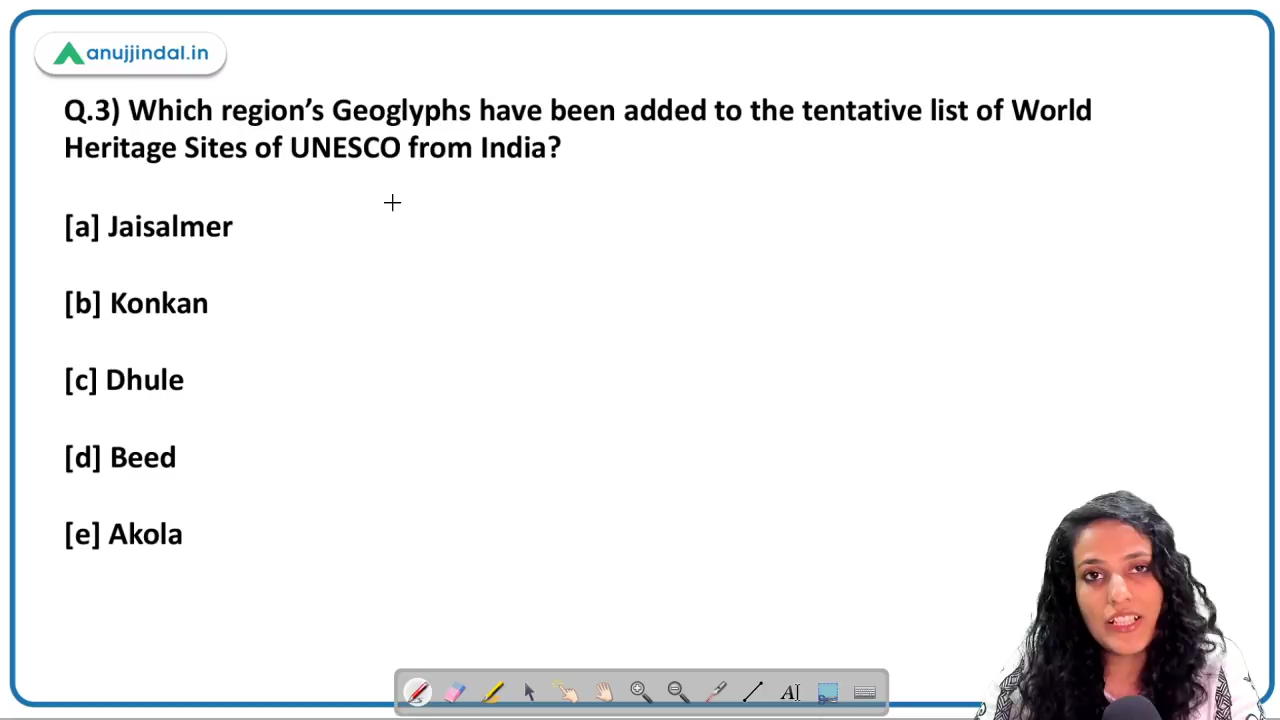 anujjindal.in
Q.3) Which region’s Geoglyphs have been added to the tentative list of World
Heritage Sites of UNESCO from India?
[a] Jaisalmer
[b] Konkan
[c] Dhule
[d] Beed
[e] Akola